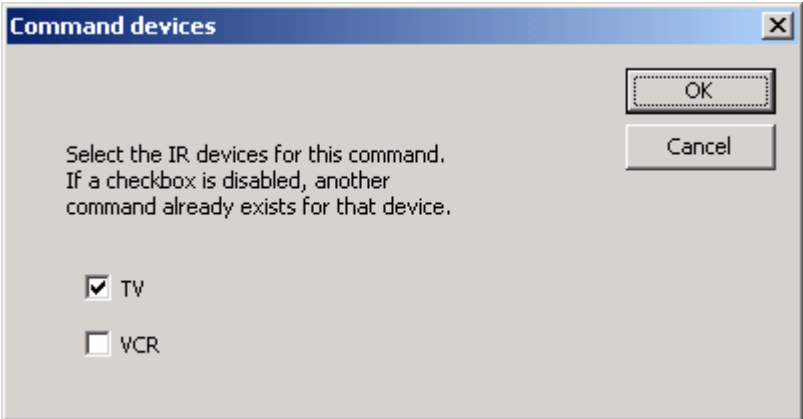 Command devices
OK
Cancel
Select the IR devices for this command.
If a checkbox is disabled, another
command already exists for that device.
TV
VCR